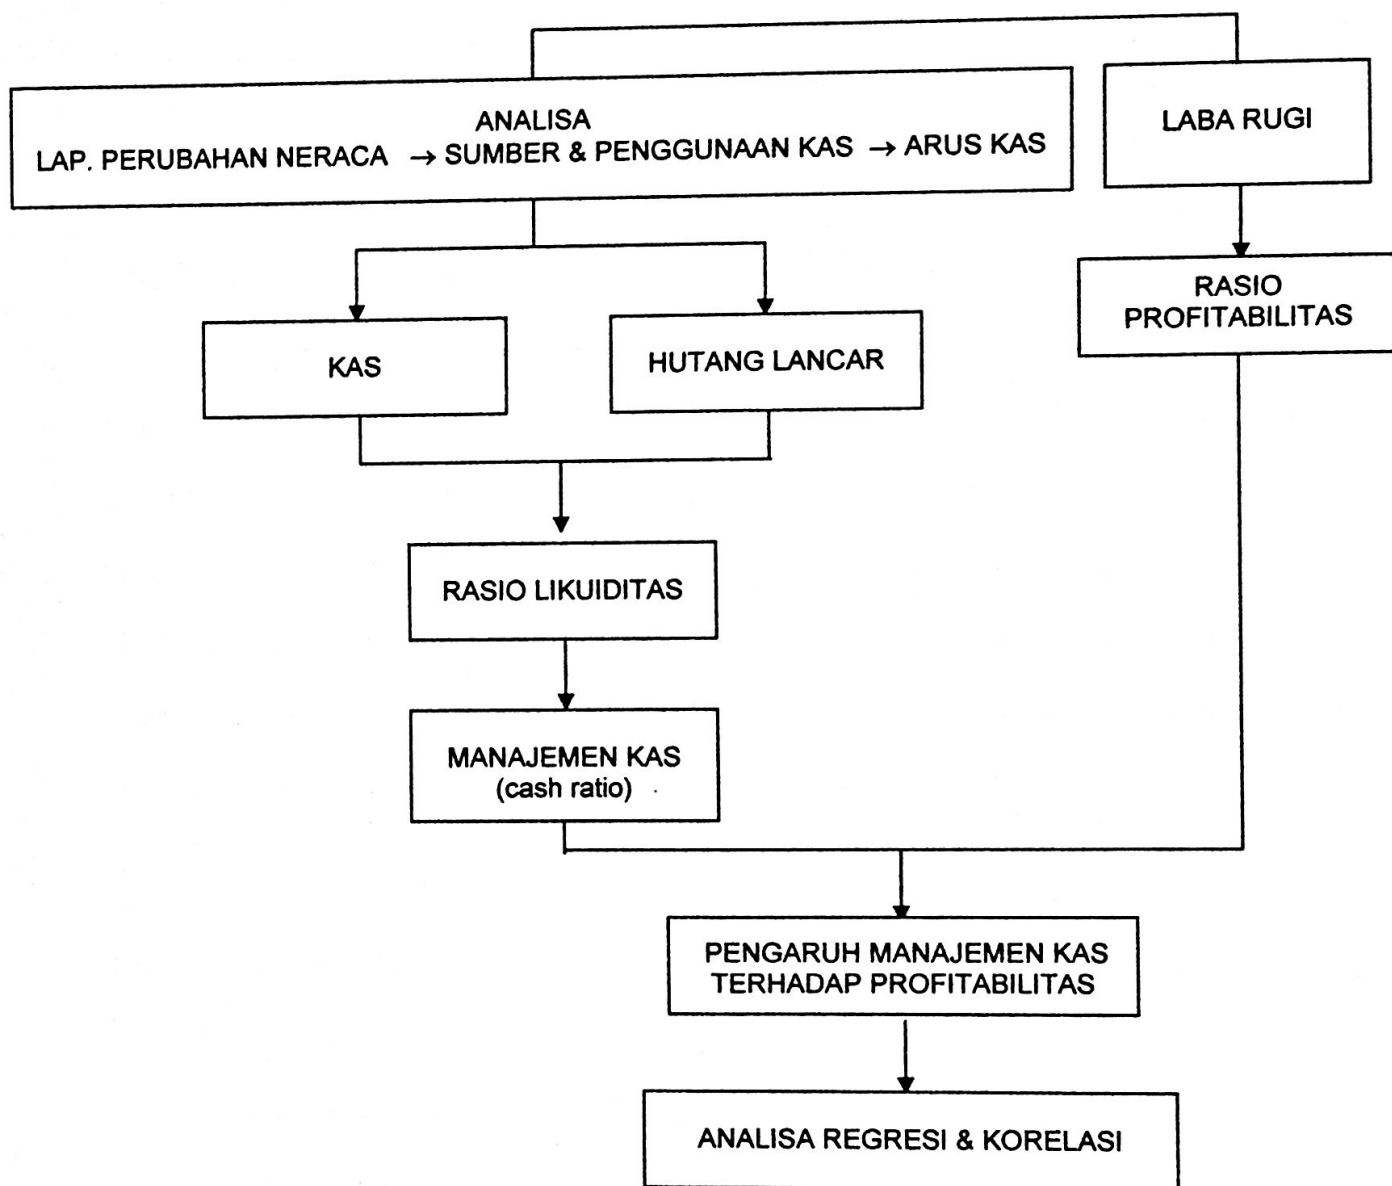 ANALISA
LAP. PERUBAHAN NERACA → SUMBER & PENGGUNAAN KAS → ARUS KAS
LABA RUGI
RASIO
PROFITABILITAS
KAS
HUTANG LANCAR
RASIO LIKUIDITAS
MANAJEMEN KAS
(cash ratio)
PENGARUH MANAJEMEN KAS
TERHADAP PROFITABILITAS
ANALISA REGRESI & KORELASI